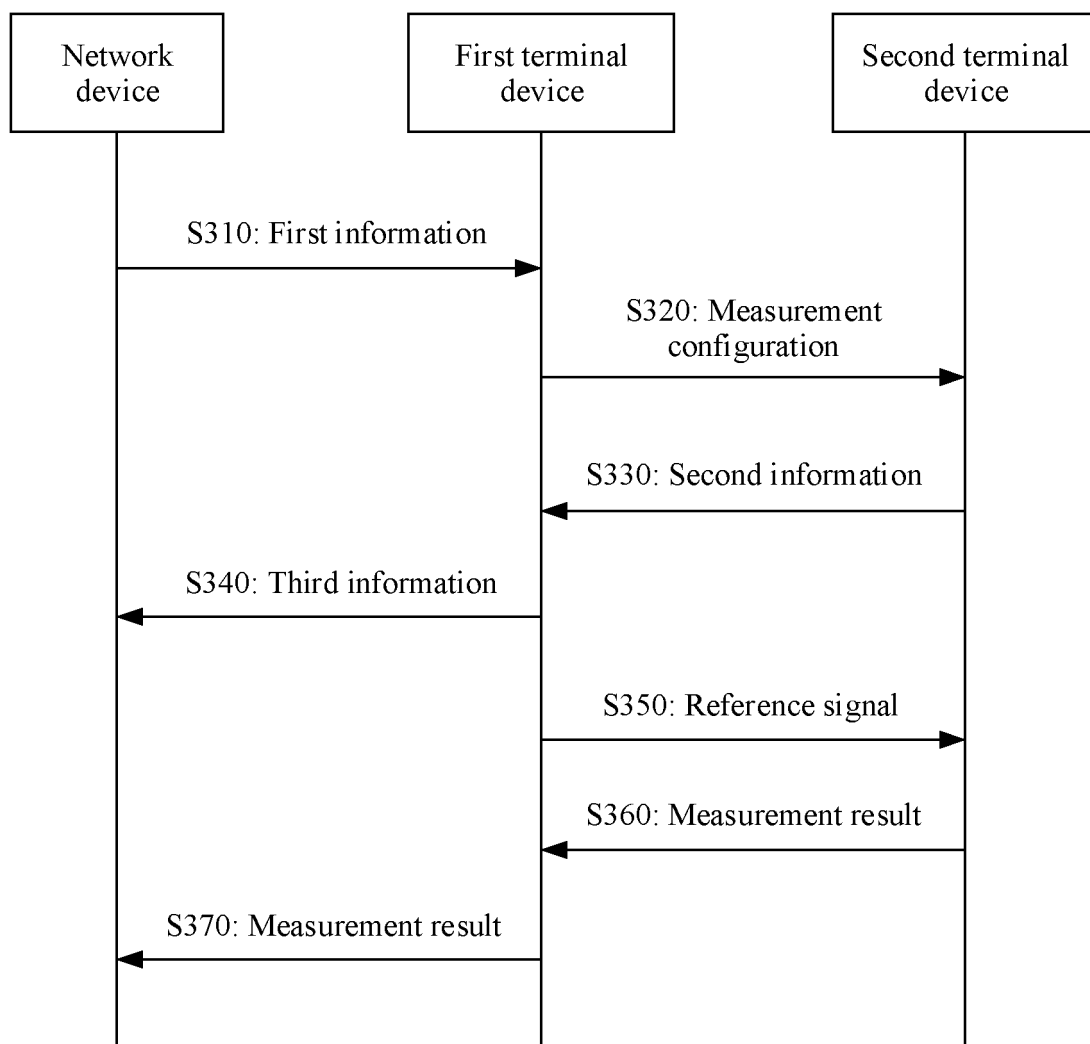 Network
device
First terminal
device
Second terminal
device
S310: First information
S320: Measurement
configuration
S330: Second information
S340: Third information
S350: Reference signal
S360: Measurement result
S370: Measurement result